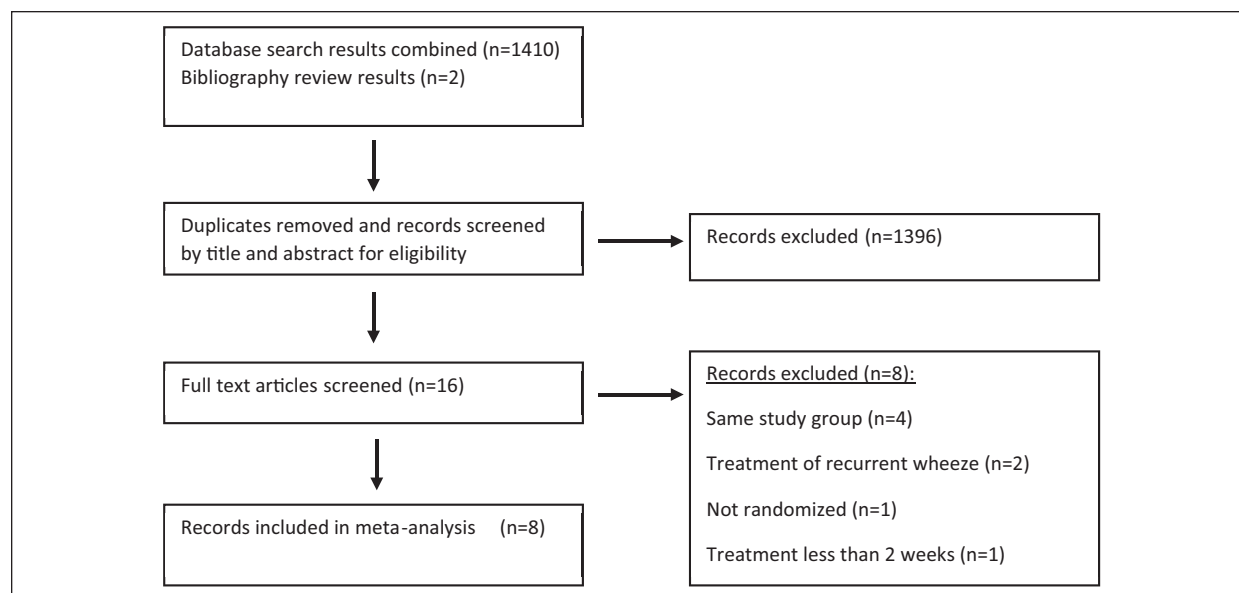 Database search results combined (n=1410)
Bibliography review results (n=2)
Duplicates removed and records screened
by title and abstract for eligibility
Records excluded (n=1396)
Full text articles screened (n=16)
Records excluded (n=8):
Same study group (n=4)
Treatment of recurrent wheeze (n=2)
Not randomized (n=1)
Treatment less than 2 weeks (n=1)
Records included in meta-analysis (n=8)